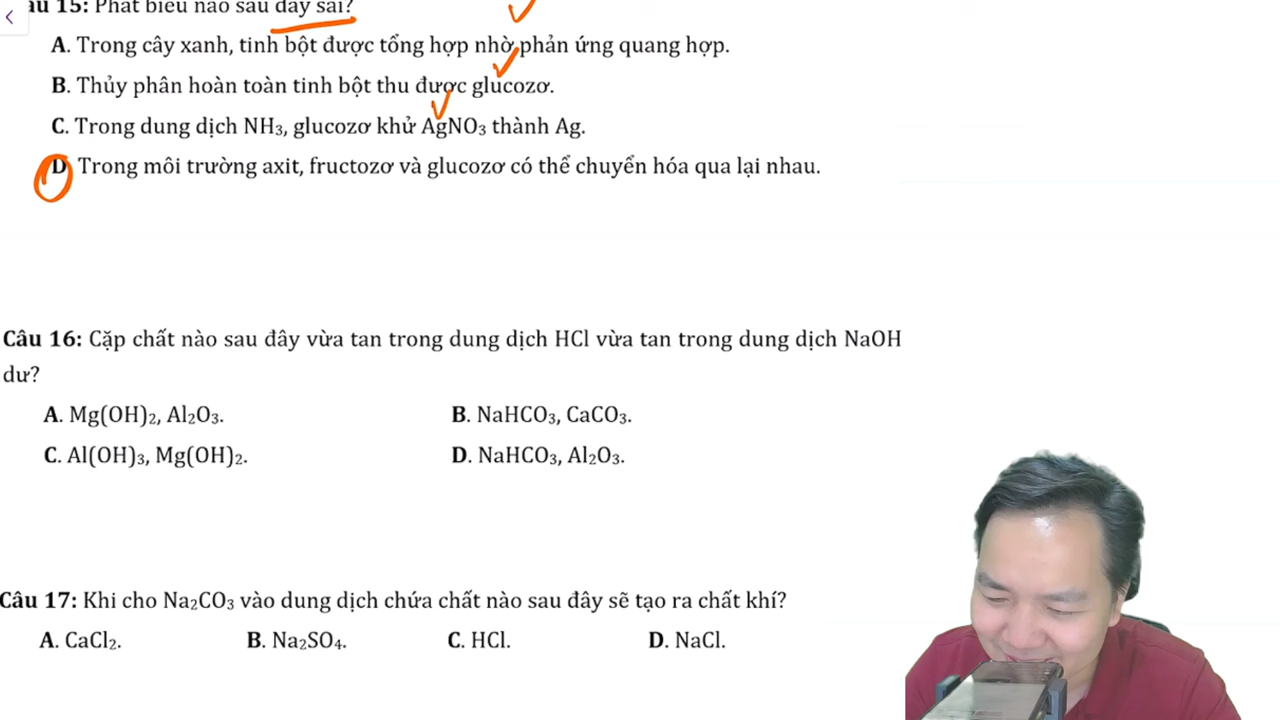 âu 15: Phát biểu nào sau đây sai?
A. Trong cây xanh, tinh bột được tổng hợp nhờ phản ứng quang hợp.
B. Thủy phân hoàn toàn tinh bột thu được glucozơ.
C. Trong dung dịch NH₃, glucozơ khử AgNO₃ thành Ag.
D Trong môi trường axit, fructozơ và glucozơ có thể chuyển hóa qua lại nhau.
Câu 16: Cặp chất nào sau đây vừa tan trong dung dịch HCl vừa tan trong dung dịch NaOH
dư?
A. Mg(OH)₂, Al₂O₃. B. NaHCO₃, CaCO₃.
C. Al(OH)₃, Mg(OH)₂. D. NaHCO₃, Al₂O₃.
Câu 17: Khi cho Na₂CO₃ vào dung dịch chứa chất nào sau đây sẽ tạo ra chất khí?
A. CaCl₂. B. Na₂SO₄. C. HCl. D. NaCl.